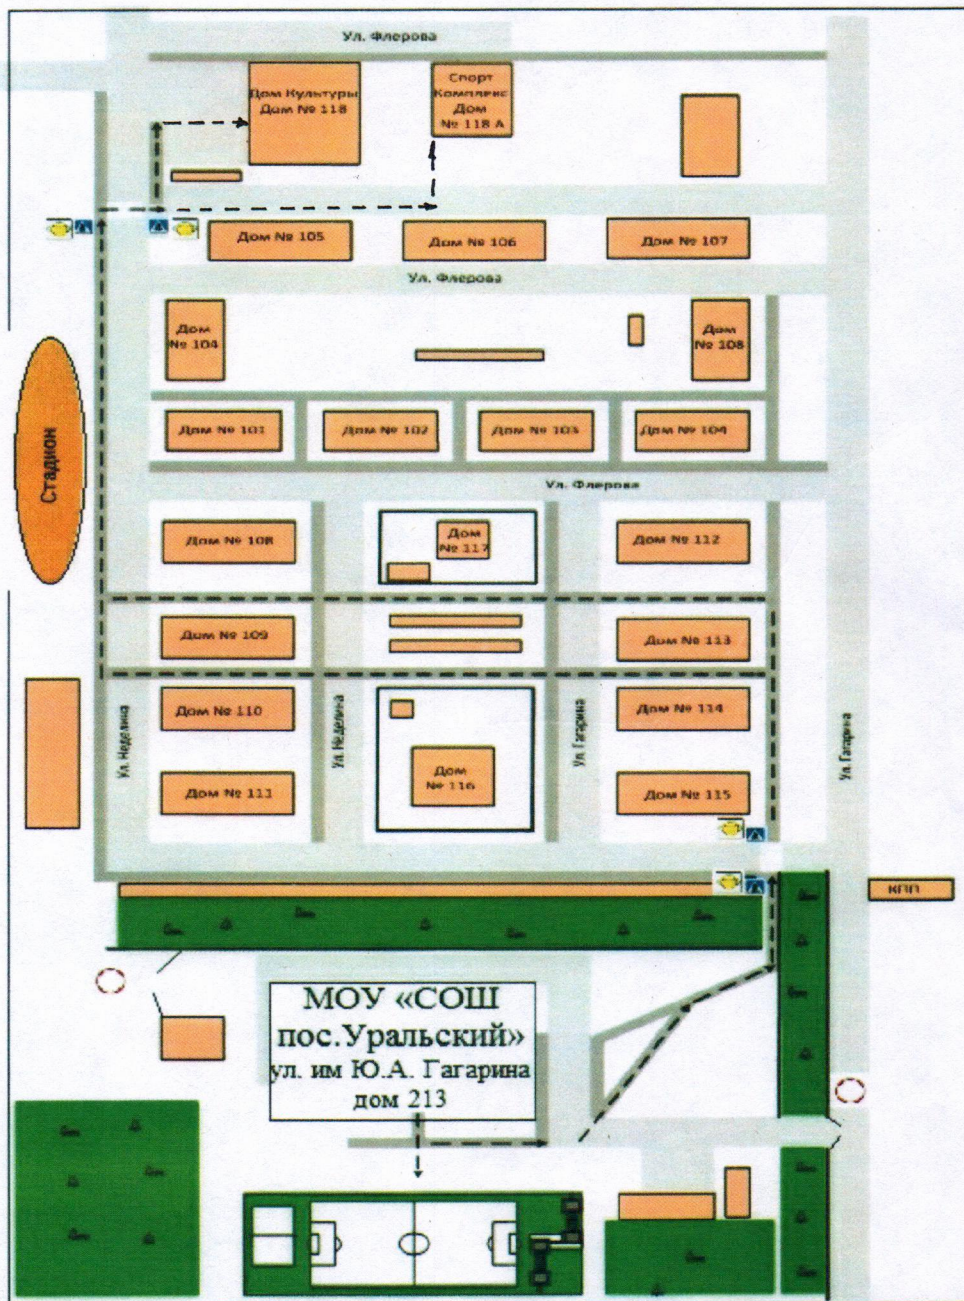 Ул. Флерова
Дом Культуры
Дом № 118
Спорт
Комплекс
Дом
№ 118 А
Дом № 105
Дом № 106
Дом № 107
Ул. Флерова
Дом
№ 104
Дом
№ 108
Стадион
Дом № 101
Дом № 102
Дом № 103
Дом № 104
Ул. Флерова
Дом № 108
Дом
№ 117
Дом № 112
Дом № 109
Дом № 113
Дом № 110
Дом № 114
Ул. Неделина
Ул. Неделина
Ул. Гагарина
Ул. Гагарина
Дом № 111
Дом
№ 116
Дом № 115
КПП
МОУ «СОШ
пос.Уральский»
ул. им Ю.А. Гагарина
дом 213